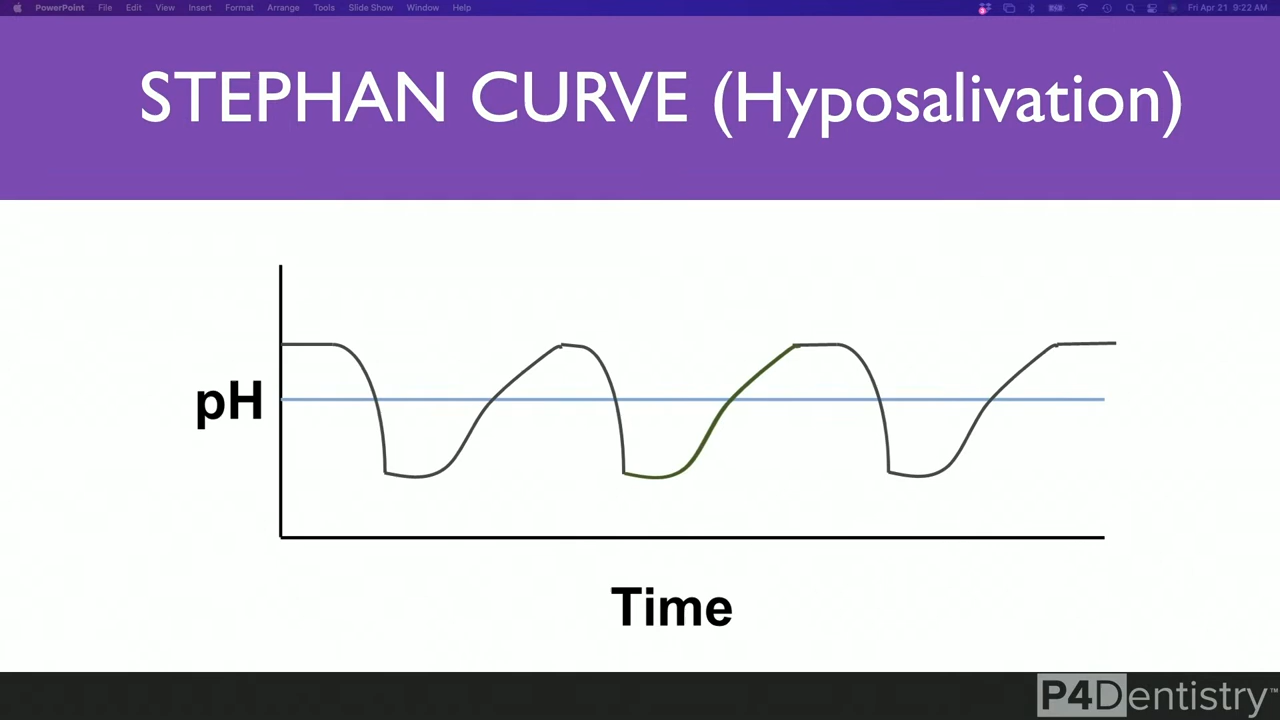 PowerPoint File Edit View Insert Format Arrange Tools Slide Show Window Help Fri Apr 21 9:22 AM
STEPHAN CURVE (Hyposalivation)
pH
Time
P4Dentistry™